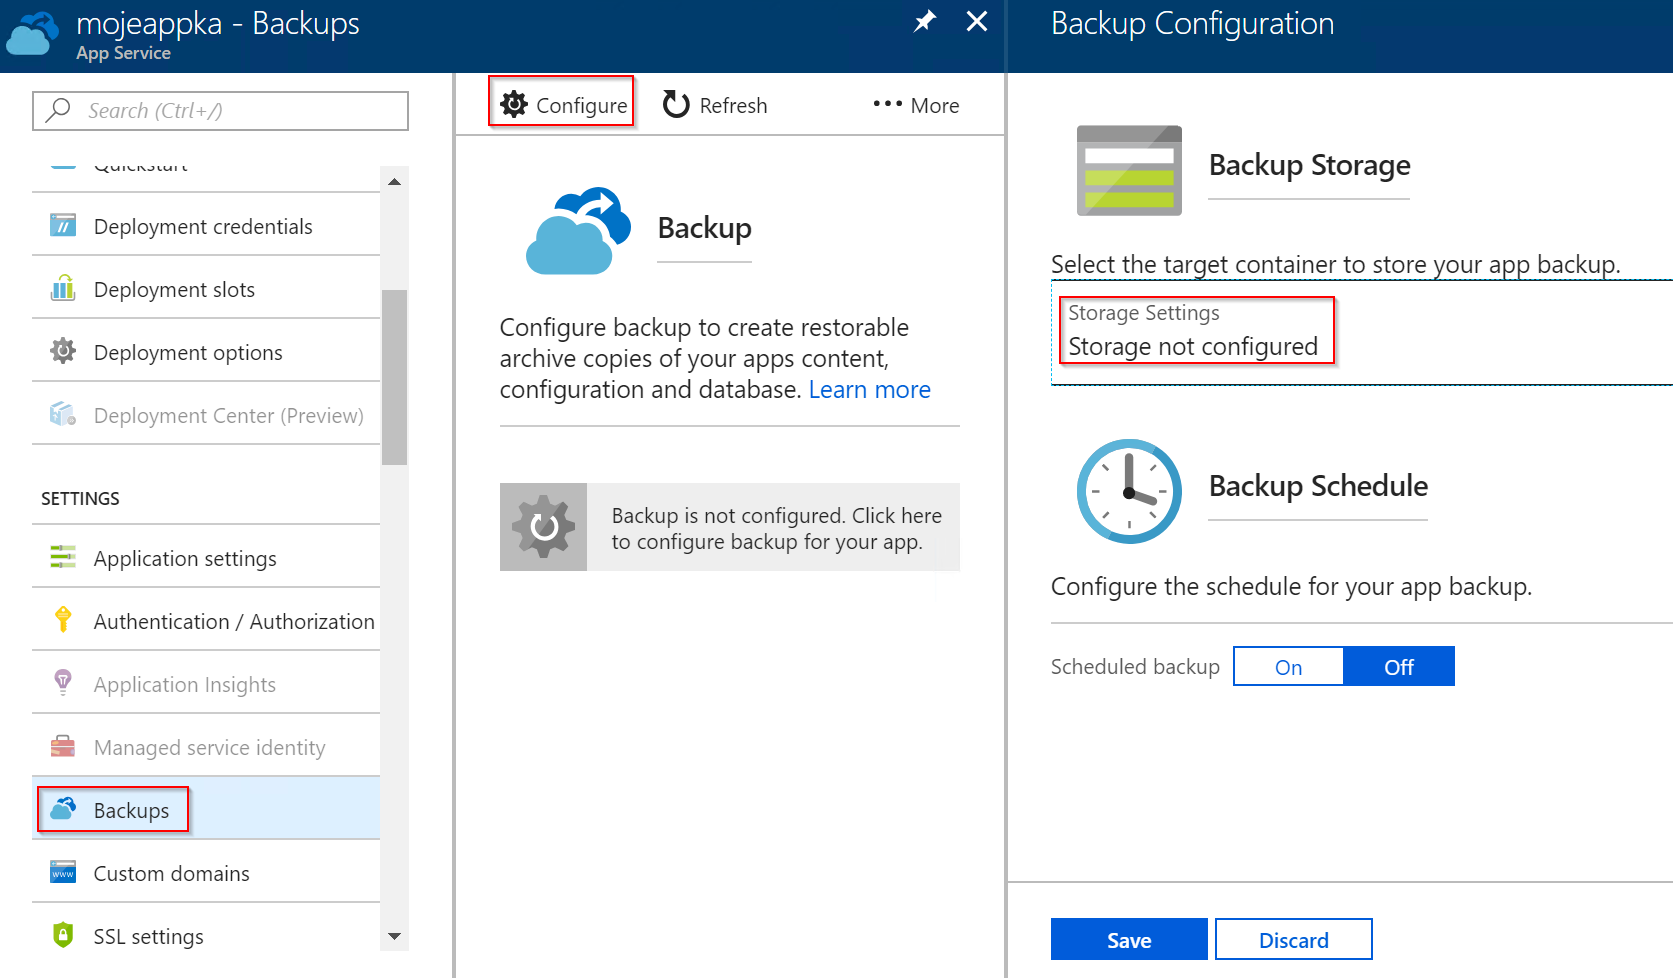 mojeappka - Backups
App Service
Search (Ctrl+/)
Quickstart
Deployment credentials
Deployment slots
Deployment options
Deployment Center (Preview)
SETTINGS
Application settings
Authentication / Authorization
Application Insights
Managed service identity
Backups
www
Custom domains
SSL settings
Configure
Refresh
More
Backup
Configure backup to create restorable
archive copies of your apps content,
configuration and database. Learn more
Backup is not configured. Click here
to configure backup for your app.
Backup Configuration
Backup Storage
Select the target container to store your app backup.
Storage Settings
Storage not configured
Backup Schedule
Configure the schedule for your app backup.
Scheduled backup
On
Off
Save
Discard